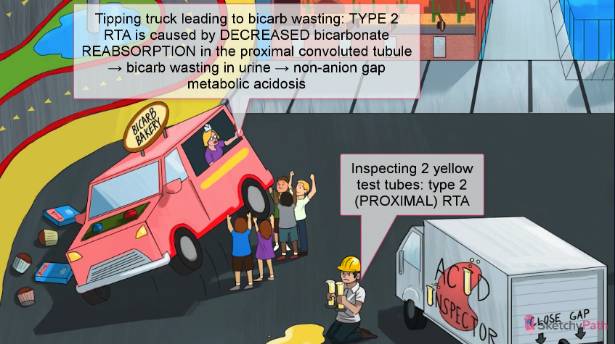 Tipping truck leading to bicarb wasting: TYPE 2
RTA is caused by DECREASED bicarbonate
REABSORPTION in the proximal convoluted tubule
→ bicarb wasting in urine → non-anion gap
metabolic acidosis
BICARB
BAKERY
Inspecting 2 yellow
test tubes: type 2
(PROXIMAL) RTA
ACID
INSPECTOR
CLOSE GAP
SketchyPath